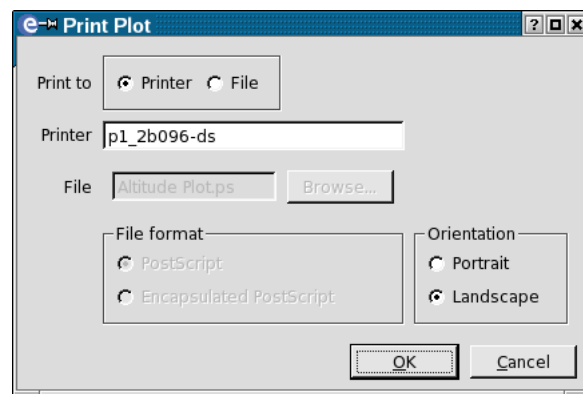 Print Plot
Print to Printer File
Printer p1_2b096-ds
File Altitude Plot.ps Browse...
File format
PostScript
Encapsulated PostScript
Orientation
Portrait
Landscape
OK Cancel